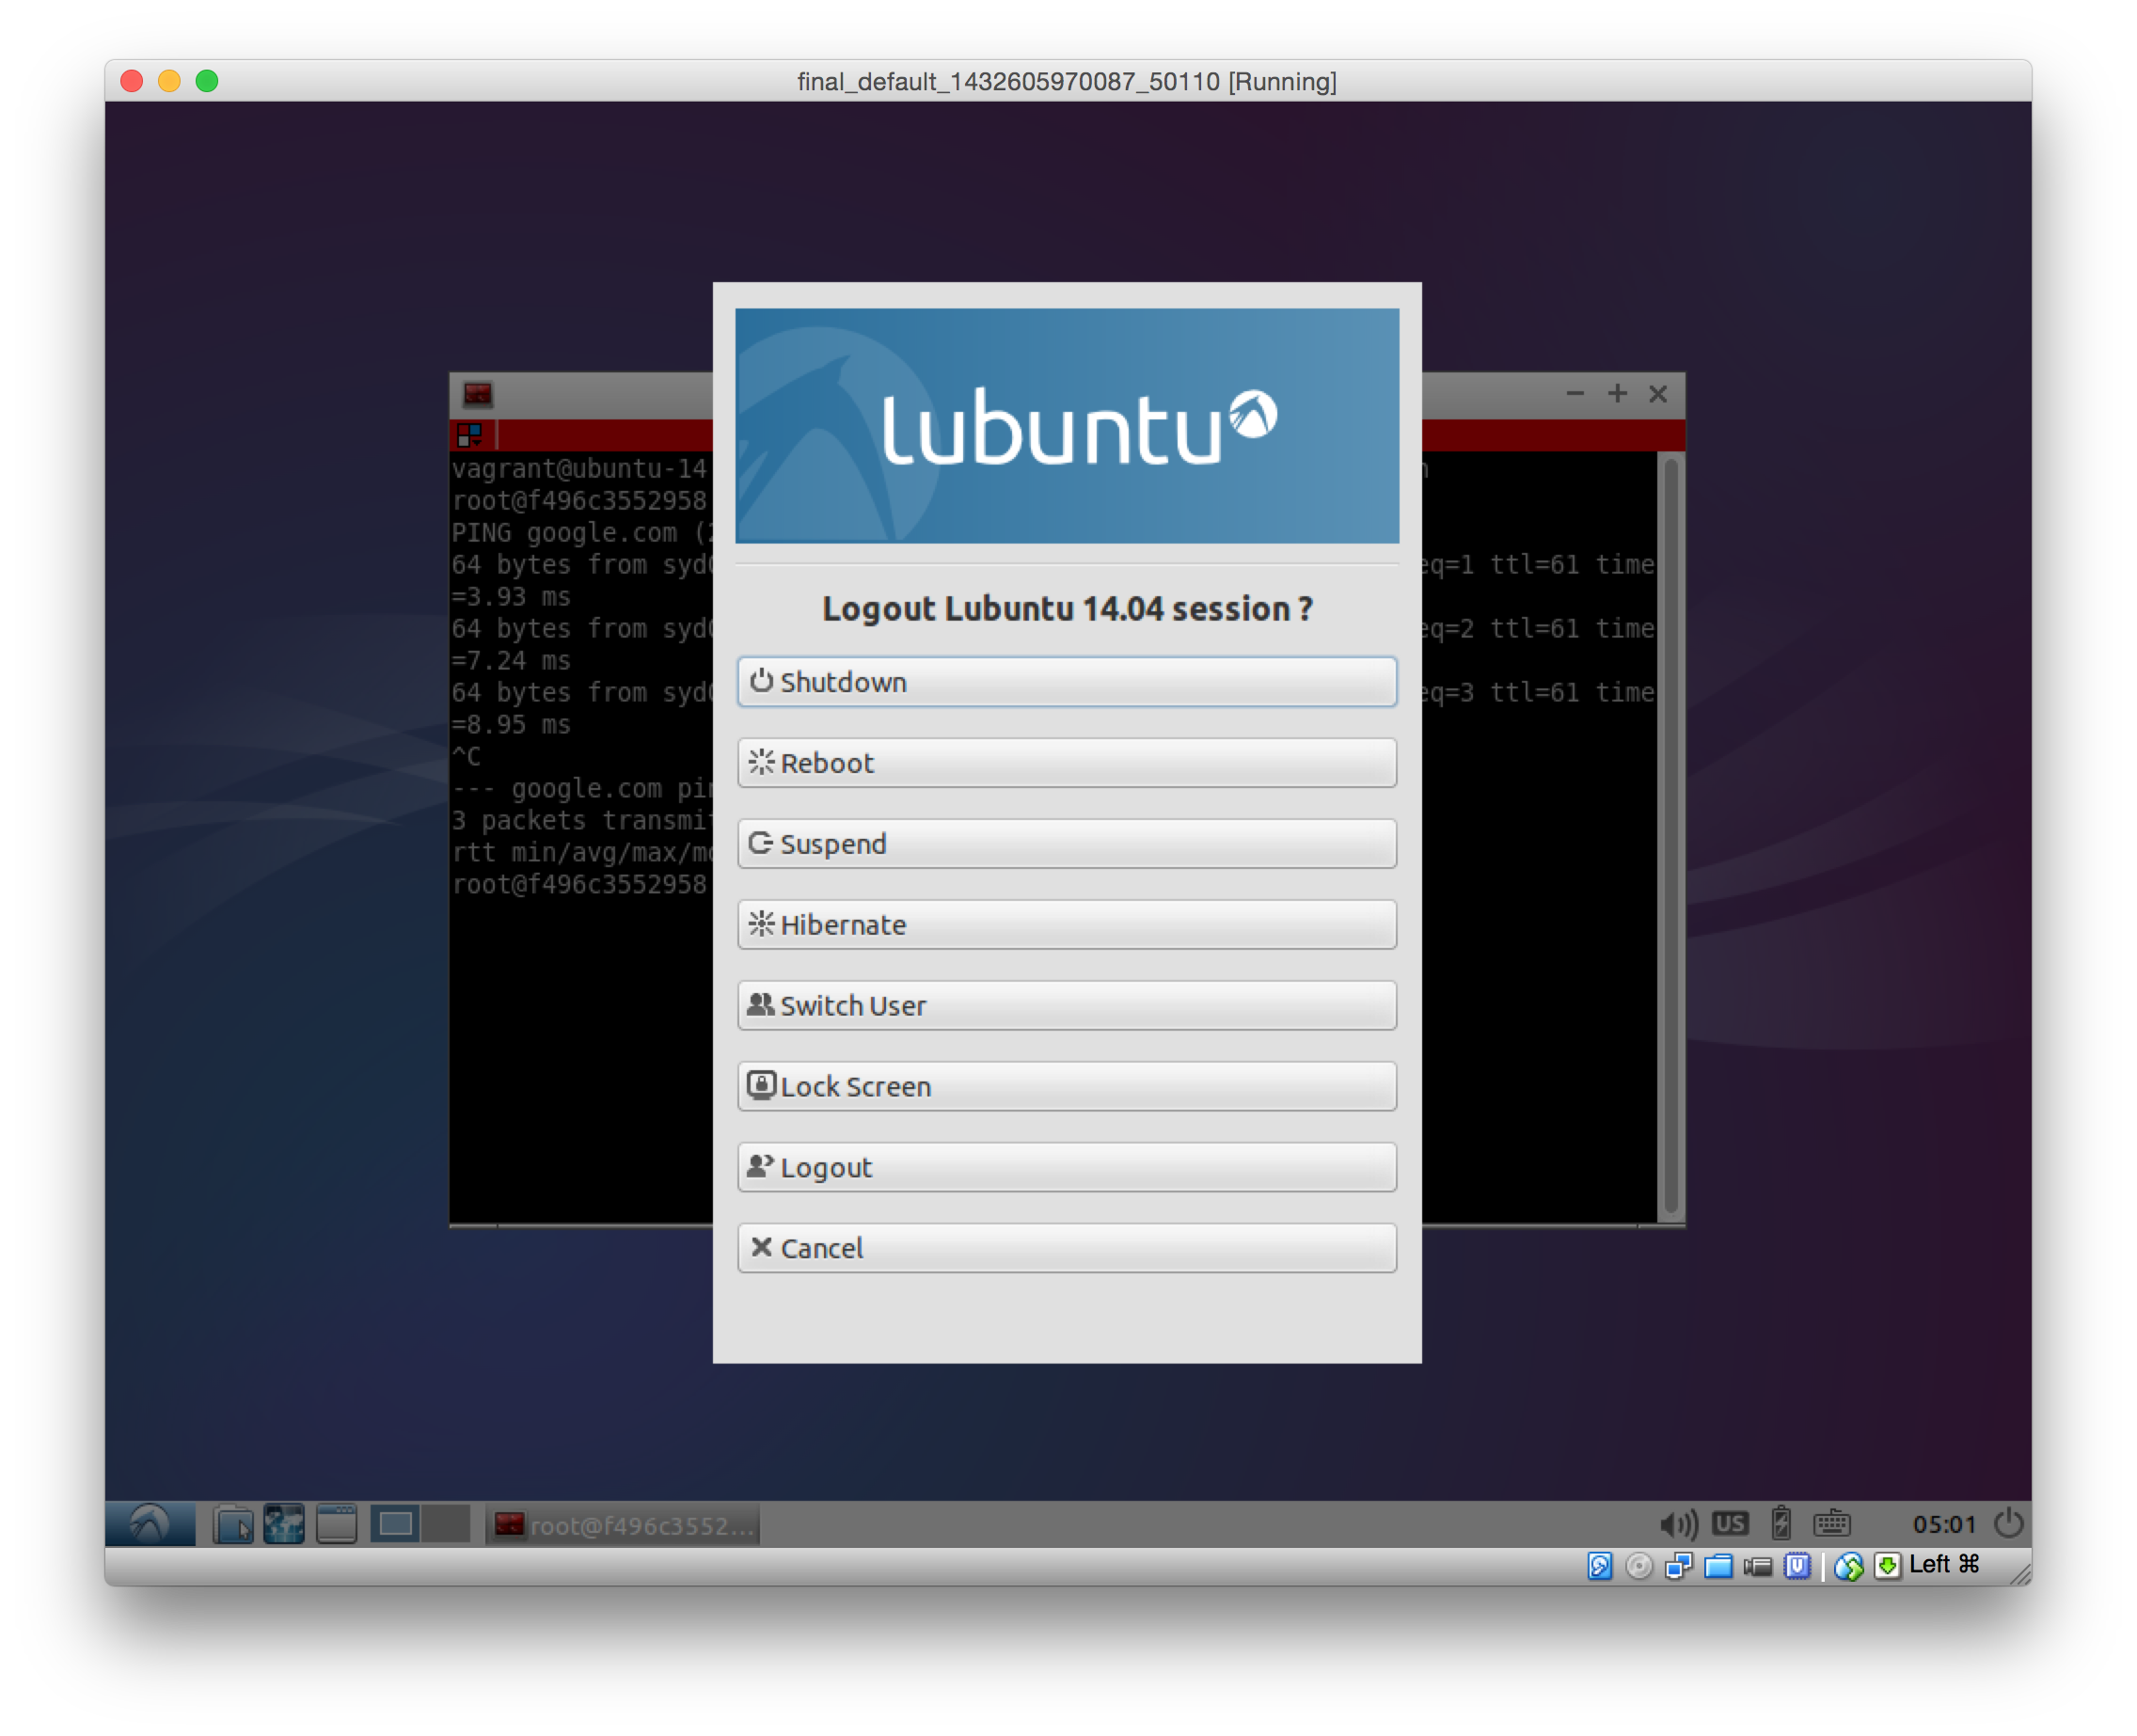 final_default_1432605970087_50110 [Running]
lubuntu
vagrant@ubuntu-14
root@f496c3552958
PING google.com (
64 bytes from syd eq=1 ttl=61 time
=3.93 ms
64 bytes from syd eq=2 ttl=61 time
=7.24 ms
64 bytes from syd eq=3 ttl=61 time
=8.95 ms
^C
--- google.com pin
3 packets transmit
rtt min/avg/max/m
root@f496c3552958
Logout Lubuntu 14.04 session ?
Shutdown
Reboot
Suspend
Hibernate
Switch User
Lock Screen
Logout
Cancel
root@f496c3552...
US
05:01
Left ⌘